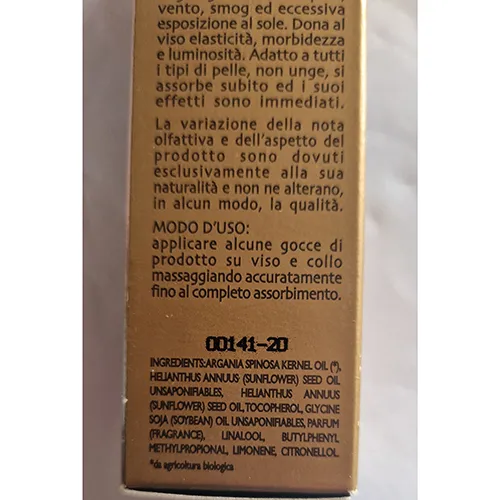 vento, smog ed eccessiva
esposizione al sole. Dona al
viso elasticità, morbidezza
e luminosità. Adatto a tutti
i tipi di pelle, non unge, si
assorbe subito ed i suoi
effetti sono immediati.
La variazione della nota
olfattiva e dell'aspetto del
prodotto sono dovuti
esclusivamente alla sua
naturalità e non ne alterano,
in alcun modo, la qualità.
MODO D'USO:
applicare alcune gocce di
prodotto su viso e collo
massaggiando accuratamente
fino al completo assorbimento.
00141-20
INGREDIENTS:ARGANIA SPINOSA KERNEL OIL (*),
HELIANTHUS ANNUUS (SUNFLOWER) SEED OIL
UNSAPONIFIABLES, HELIANTHUS ANNUUS
(SUNFLOWER) SEED OIL, TOCOPHEROL, GLYCINE
SOJA (SOYBEAN) OIL UNSAPONIFIABLES, PARFUM
(FRAGRANCE), LINALOOL, BUTYLPHENYL
METHYLPROPIONAL, LIMONENE, CITRONELLOL.
*da agricoltura biologica